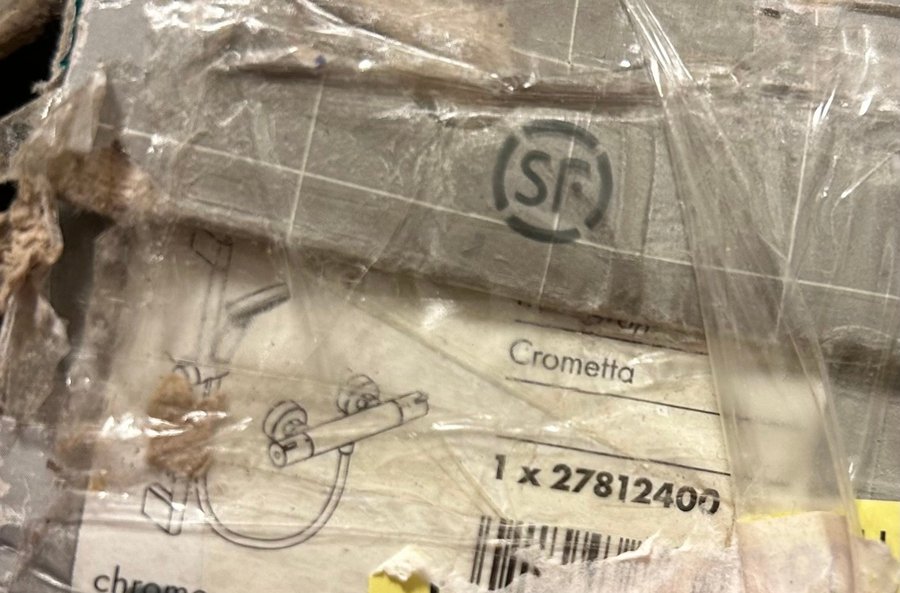 SF
Crometta
1 x 27812400